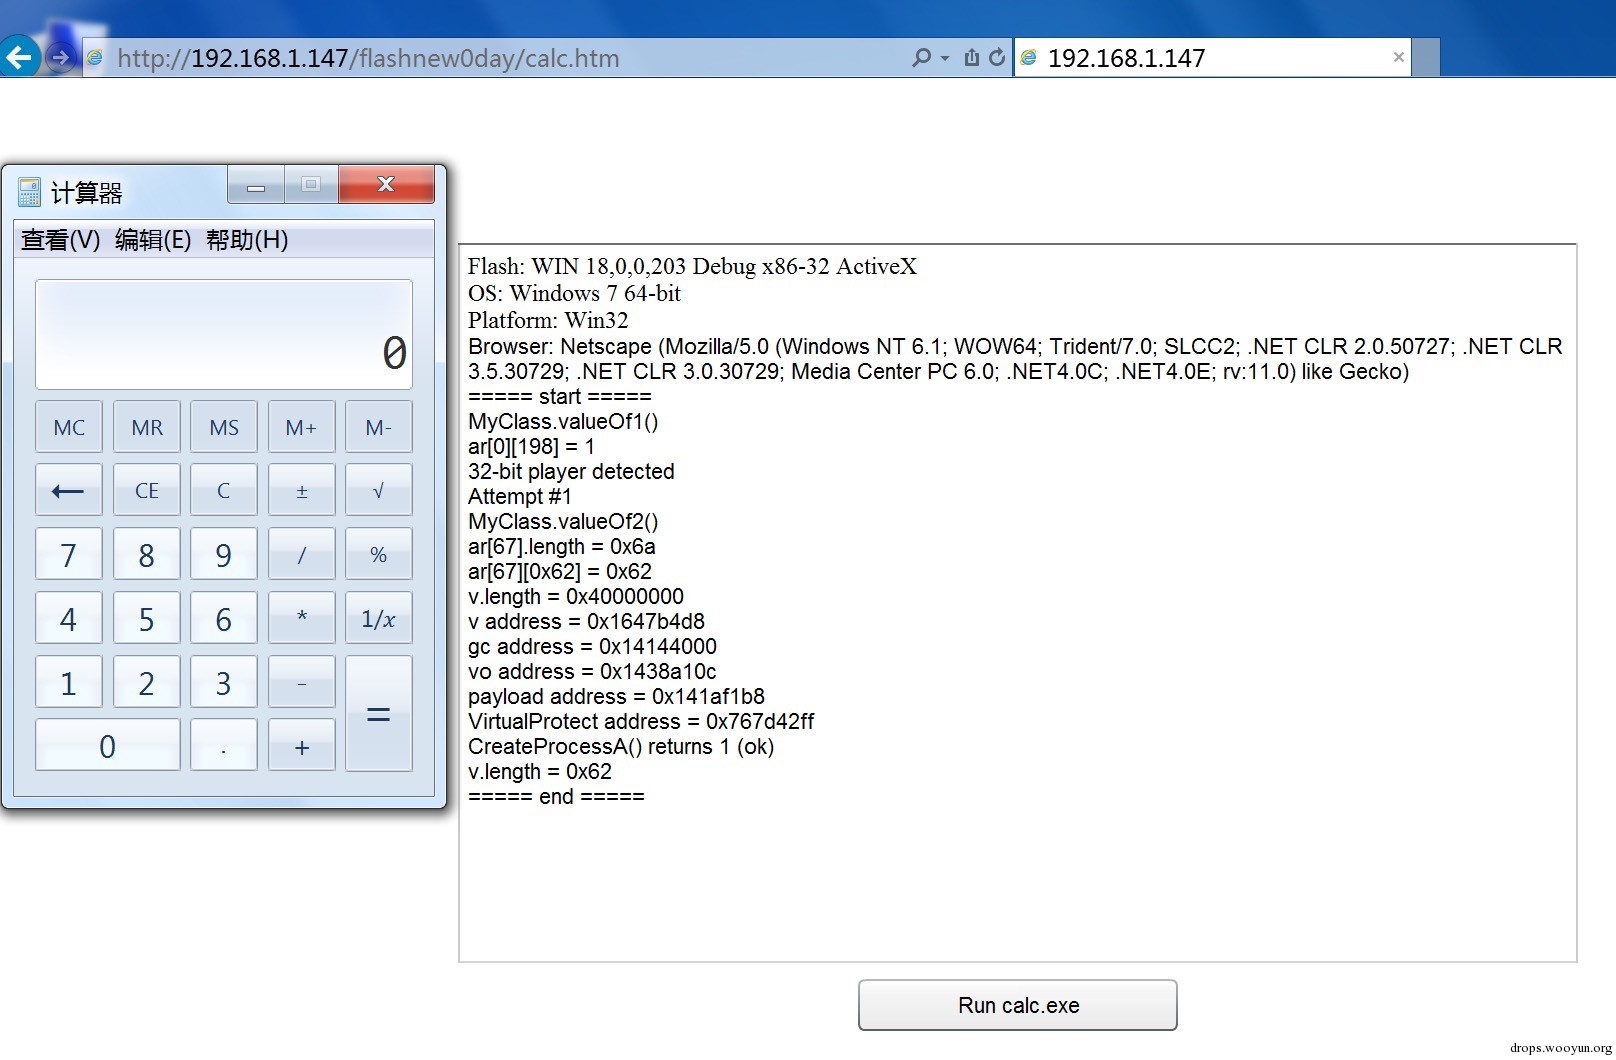 http://192.168.1.147/flashnew0day/calc.htm
192.168.1.147
计算器
查看(V) 编辑(E) 帮助(H)
0
MC MR MS M+ M-
← CE C ± √
7 8 9 / %
4 5 6 * 1/x
1 2 3 - =
0 . +
Flash: WIN 18,0,0,203 Debug x86-32 ActiveX
OS: Windows 7 64-bit
Platform: Win32
Browser: Netscape (Mozilla/5.0 (Windows NT 6.1; WOW64; Trident/7.0; SLCC2; .NET CLR 2.0.50727; .NET CLR
3.5.30729; .NET CLR 3.0.30729; Media Center PC 6.0; .NET4.0C; .NET4.0E; rv:11.0) like Gecko)
===== start =====
MyClass.valueOf1()
ar[0][198] = 1
32-bit player detected
Attempt #1
MyClass.valueOf2()
ar[67].length = 0x6a
ar[67][0x62] = 0x62
v.length = 0x40000000
v address = 0x1647b4d8
gc address = 0x14144000
vo address = 0x1438a10c
payload address = 0x141af1b8
VirtualProtect address = 0x767d42ff
CreateProcessA() returns 1 (ok)
v.length = 0x62
===== end =====
Run calc.exe
drops.wooyun.org